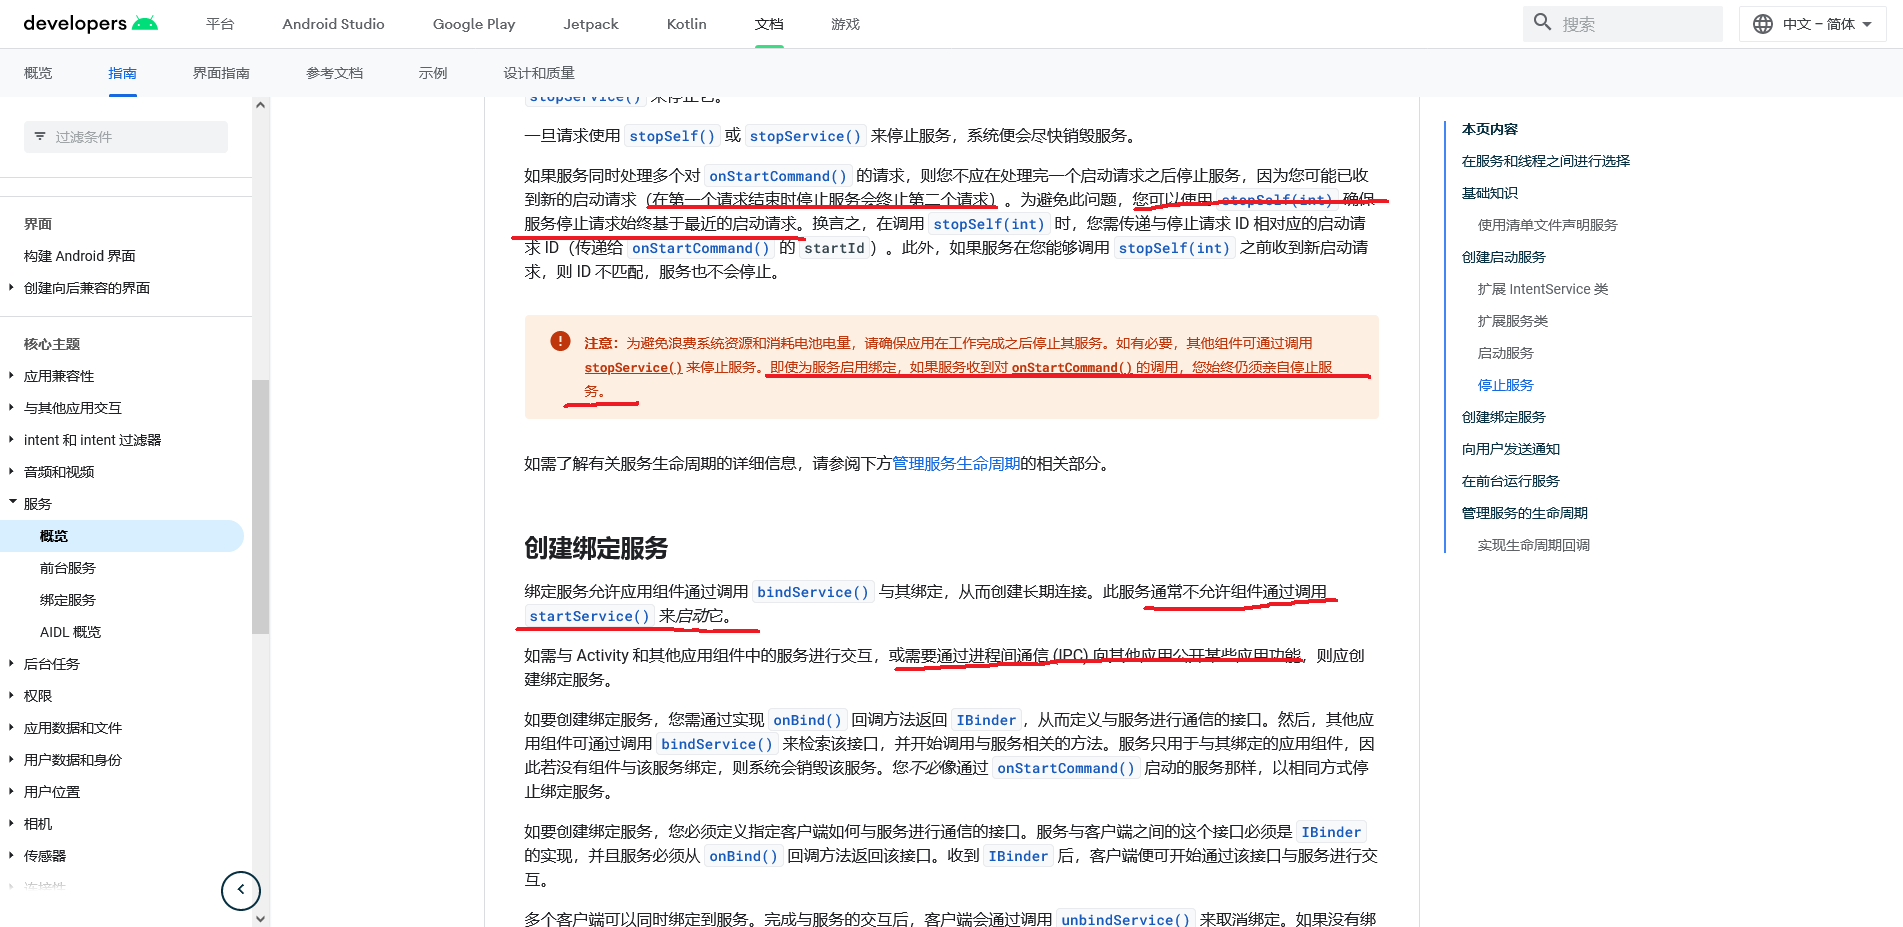 developers 平台 Android Studio Google Play Jetpack Kotlin 文档 游戏 搜索 中文 – 简体
概览 指南 界面指南 参考文档 示例 设计和质量
过滤条件
界面
构建 Android 界面
创建向后兼容的界面
核心主题
应用兼容性
与其他应用交互
intent 和 intent 过滤器
音频和视频
服务
概览
前台服务
绑定服务
AIDL 概览
后台任务
权限
应用数据和文件
用户数据和身份
用户位置
相机
传感器
连接性
stopService() 来停止它。
一旦请求使用 stopSelf() 或 stopService() 来停止服务，系统便会尽快销毁服务。
如果服务同时处理多个对 onStartCommand() 的请求，则您不应在处理完一个启动请求之后停止服务，因为您可能已收
到新的启动请求（在第一个请求结束时停止服务会终止第二个请求）。为避免此问题，您可以使用 stopSelf(int) 确保
服务停止请求始终基于最近的启动请求。换言之，在调用 stopSelf(int) 时，您需传递与停止请求 ID 相对应的启动请
求 ID（传递给 onStartCommand() 的 startId）。此外，如果服务在您能够调用 stopSelf(int) 之前收到新启动请
求，则 ID 不匹配，服务也不会停止。
注意：为避免浪费系统资源和消耗电池电量，请确保应用在工作完成之后停止其服务。如有必要，其他组件可通过调用
stopService() 来停止服务。即使为服务启用绑定，如果服务收到对 onStartCommand() 的调用，您始终仍须亲自停止服
务。
如需了解有关服务生命周期的详细信息，请参阅下方管理服务生命周期的相关部分。
创建绑定服务
绑定服务允许应用组件通过调用 bindService() 与其绑定，从而创建长期连接。此服务通常不允许组件通过调用
startService() 来启动它。
如需与 Activity 和其他应用组件中的服务进行交互，或需要通过进程间通信 (IPC) 向其他应用公开某些应用功能，则应创
建绑定服务。
如要创建绑定服务，您需通过实现 onBind() 回调方法返回 IBinder，从而定义与服务进行通信的接口。然后，其他应
用组件可通过调用 bindService() 来检索该接口，并开始调用与服务相关的方法。服务只用于与其绑定的应用组件，因
此若没有组件与该服务绑定，则系统会销毁该服务。您不必像通过 onStartCommand() 启动的服务那样，以相同方式停
止绑定服务。
如要创建绑定服务，您必须定义指定客户端如何与服务进行通信的接口。服务与客户端之间的这个接口必须是 IBinder
的实现，并且服务必须从 onBind() 回调方法返回该接口。收到 IBinder 后，客户端便可开始通过该接口与服务进行交
互。
多个客户端可以同时绑定到服务。完成与服务的交互后，客户端会通过调用 unbindService() 来取消绑定。如果没有绑
本页内容
在服务和线程之间进行选择
基础知识
使用清单文件声明服务
创建启动服务
扩展 IntentService 类
扩展服务类
启动服务
停止服务
创建绑定服务
向用户发送通知
在前台运行服务
管理服务的生命周期
实现生命周期回调